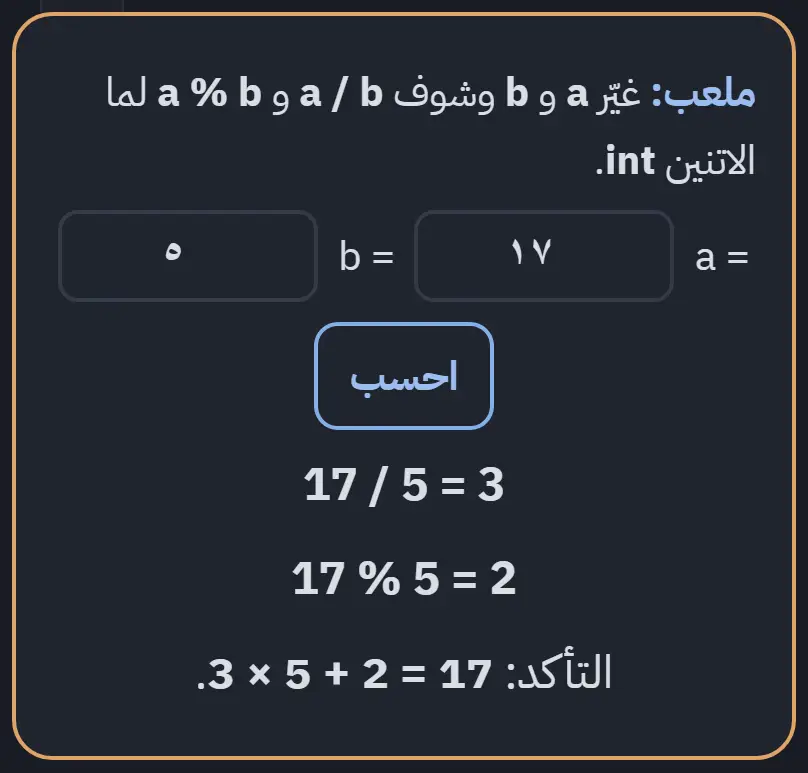 ملعب: غيّر a و b وشوف a / b و a % b لما
الاتنين int.
a = ١٧ b = ٥
احسب
17 / 5 = 3
17 % 5 = 2
التأكد: 3 × 5 + 2 = 17.